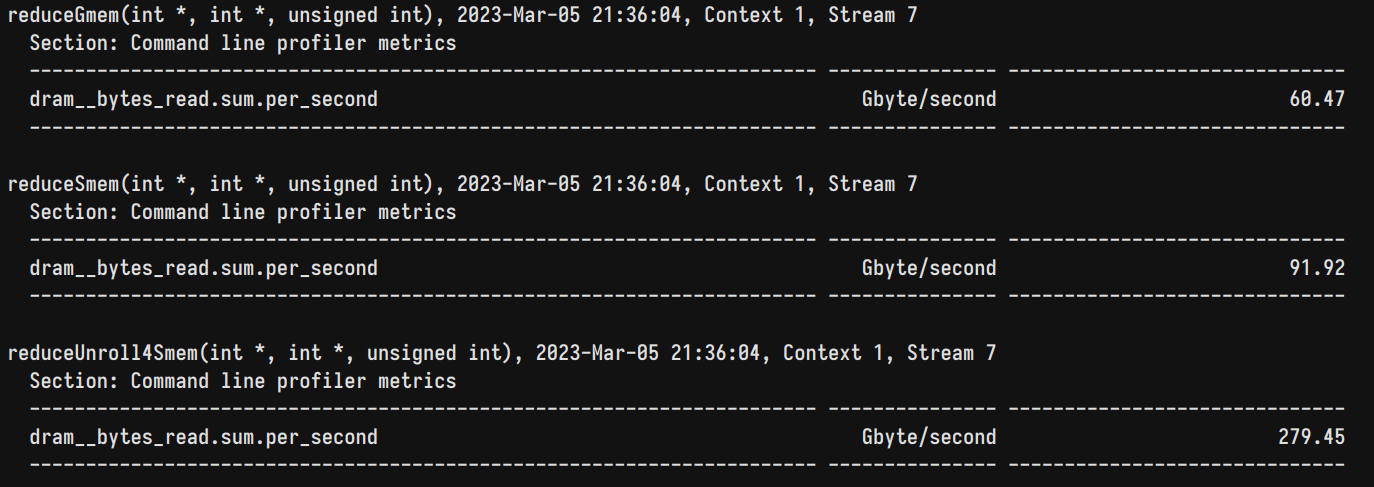 reduceGmem(int *, int *, unsigned int), 2023-Mar-05 21:36:04, Context 1, Stream 7
Section: Command line profiler metrics
------------------------------------------------------------------------ --------------- ------------------------------
dram__bytes_read.sum.per_second Gbyte/second 60.47
------------------------------------------------------------------------ --------------- ------------------------------
reduceSmem(int *, int *, unsigned int), 2023-Mar-05 21:36:04, Context 1, Stream 7
Section: Command line profiler metrics
------------------------------------------------------------------------ --------------- ------------------------------
dram__bytes_read.sum.per_second Gbyte/second 91.92
------------------------------------------------------------------------ --------------- ------------------------------
reduceUnroll4Smem(int *, int *, unsigned int), 2023-Mar-05 21:36:04, Context 1, Stream 7
Section: Command line profiler metrics
------------------------------------------------------------------------ --------------- ------------------------------
dram__bytes_read.sum.per_second Gbyte/second 279.45
------------------------------------------------------------------------ --------------- ------------------------------